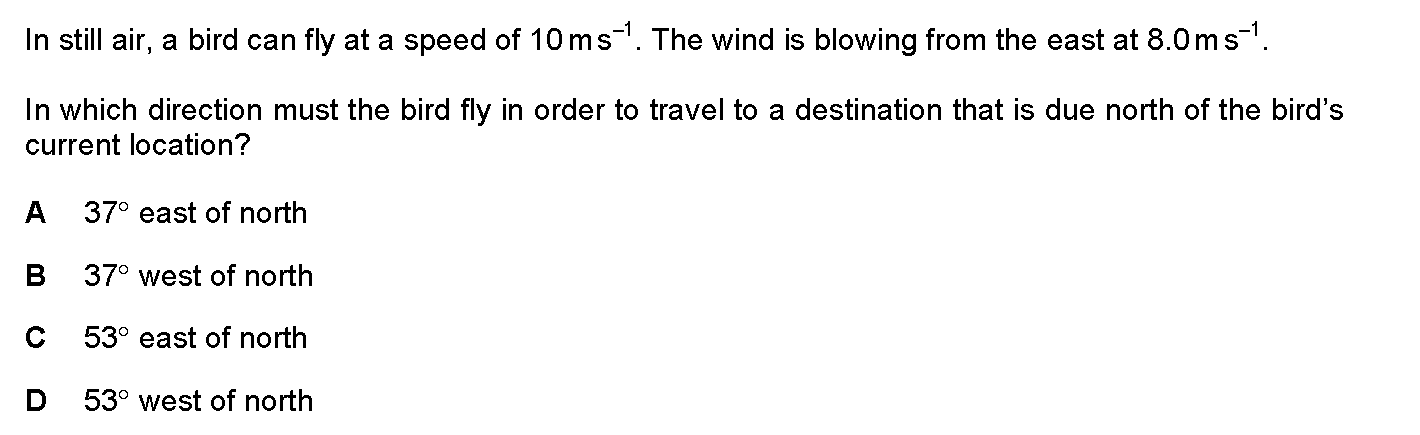 In still air, a bird can fly at a speed of 10 m s⁻¹. The wind is blowing from the east at 8.0 m s⁻¹.
In which direction must the bird fly in order to travel to a destination that is due north of the bird’s
current location?
A 37° east of north
B 37° west of north
C 53° east of north
D 53° west of north